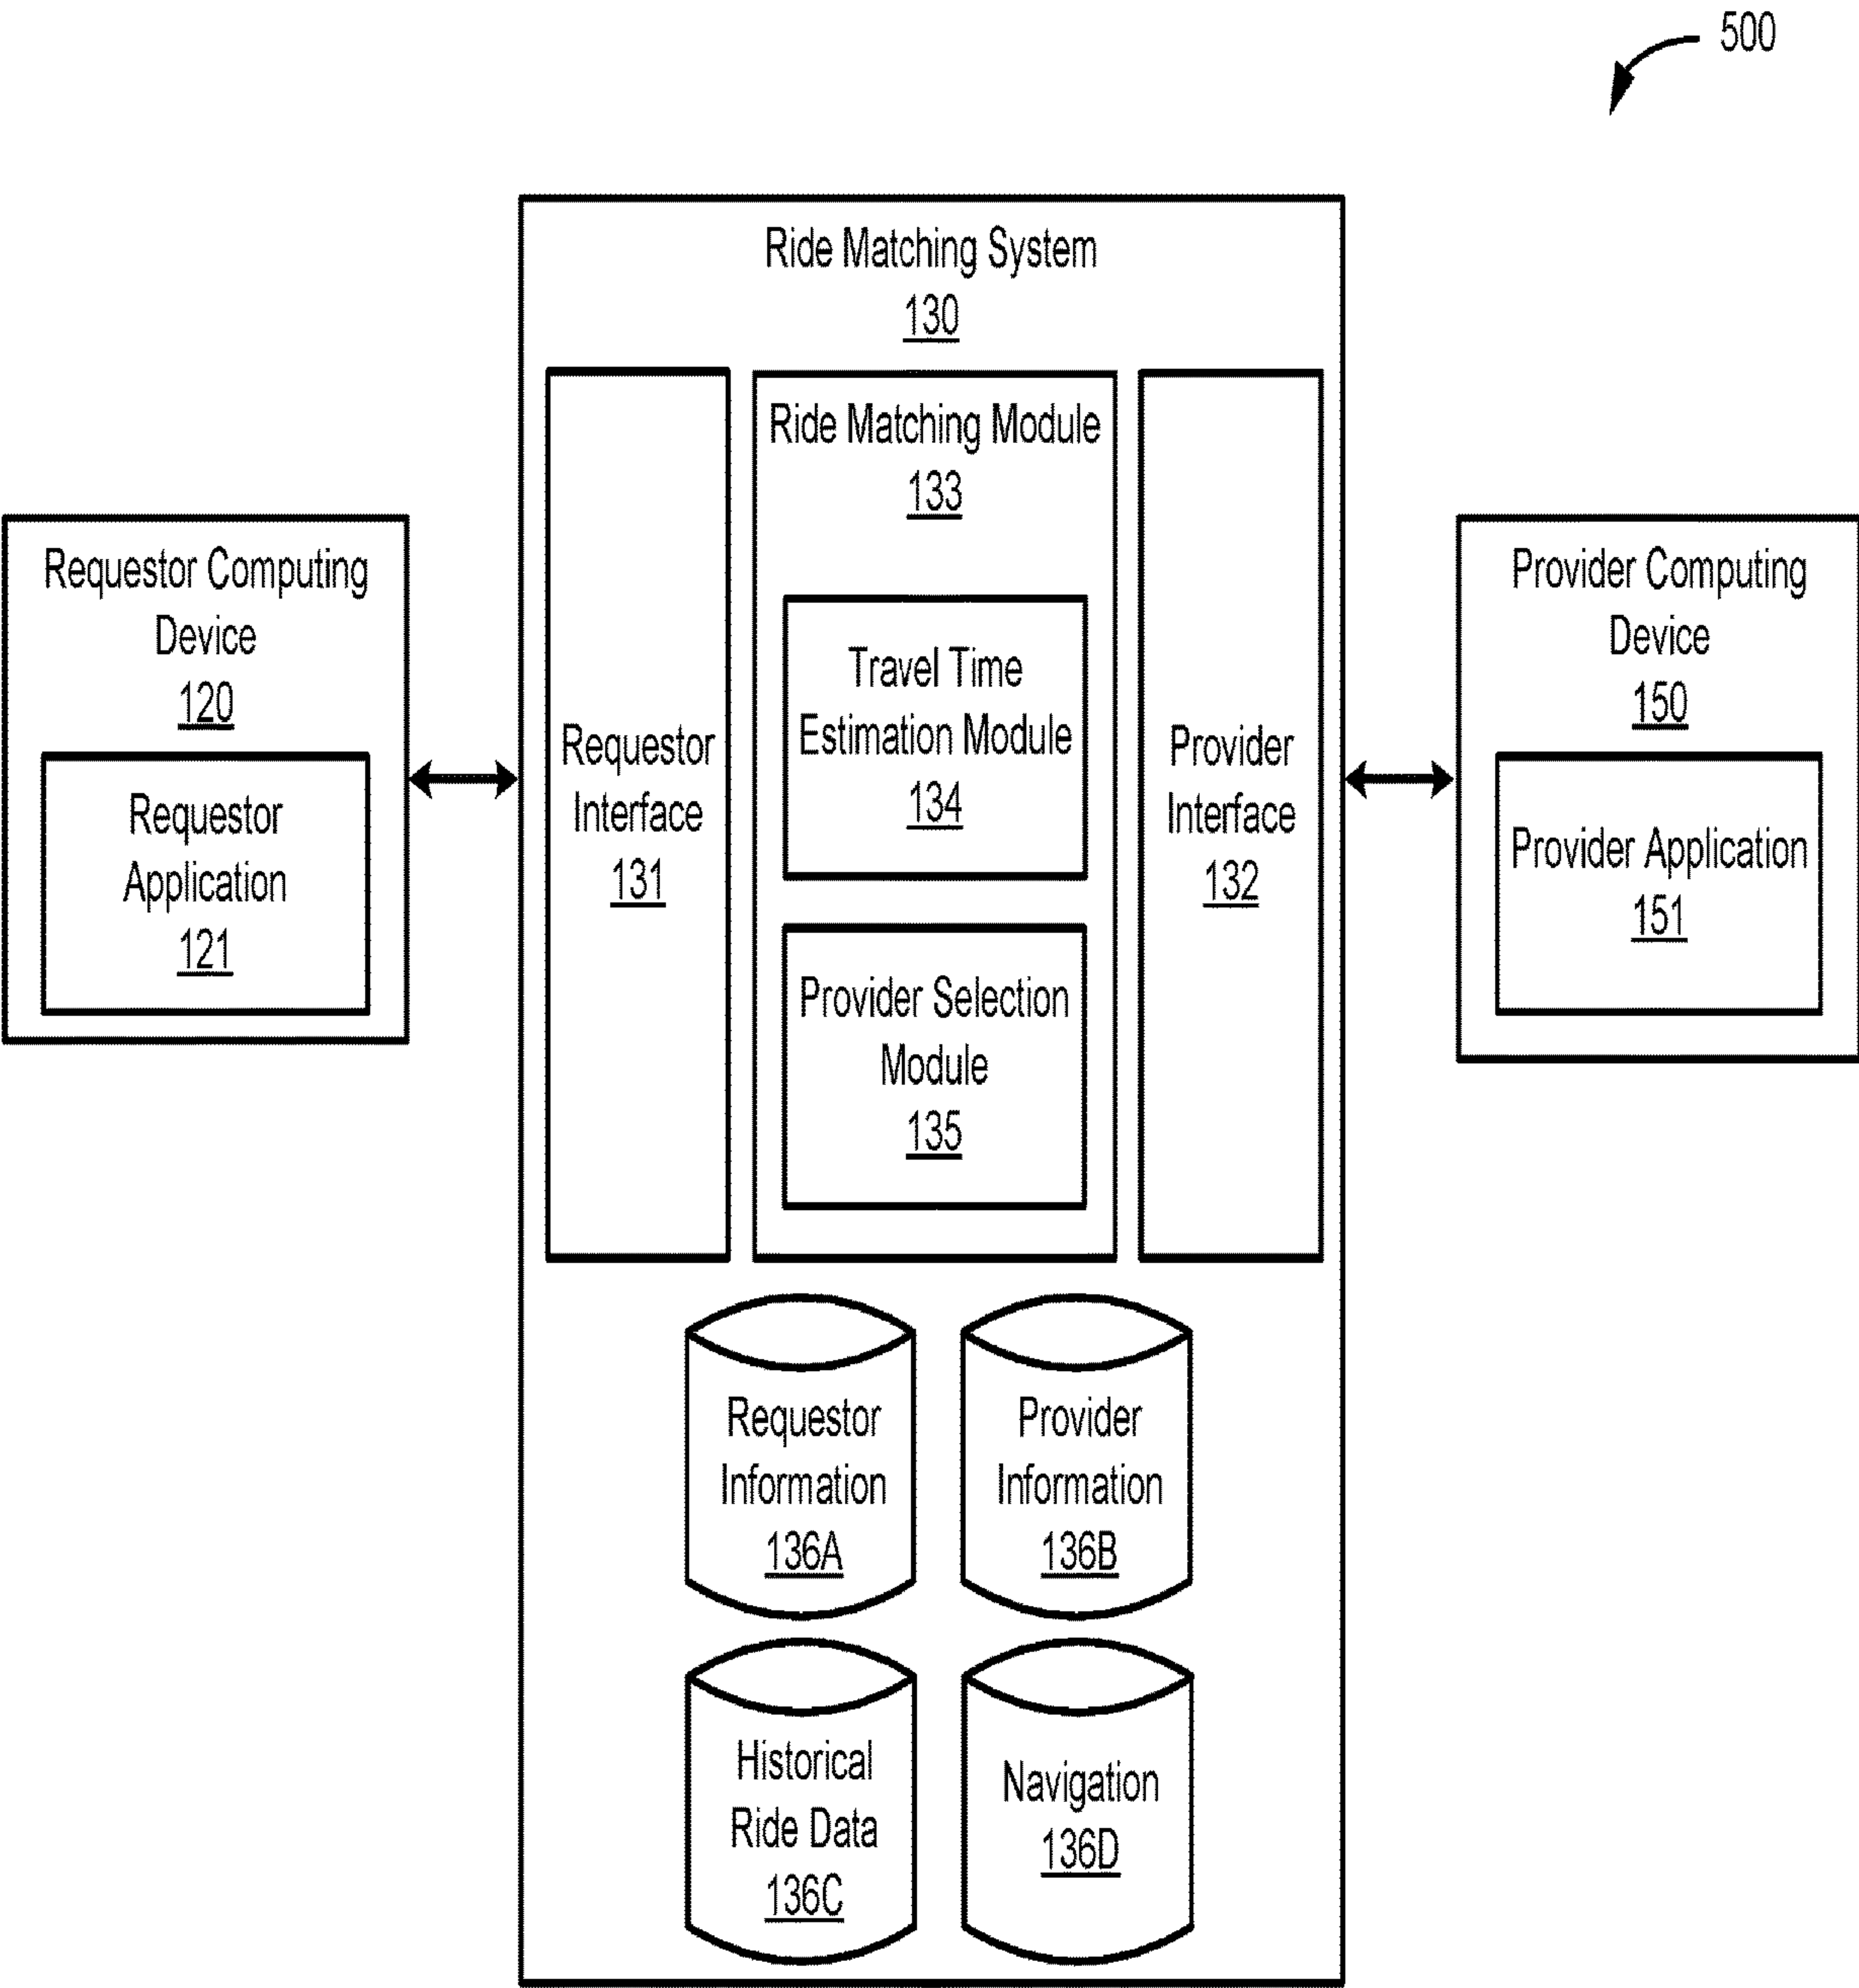 500
Ride Matching System
130
Requestor Computing
Device
120
Requestor
Application
121
Requestor
Interface
131
Ride Matching Module
133
Travel Time
Estimation Module
134
Provider Selection
Module
135
Provider
Interface
132
Provider Computing
Device
150
Provider Application
151
Requestor
Information
136A
Provider
Information
136B
Historical
Ride Data
136C
Navigation
136D